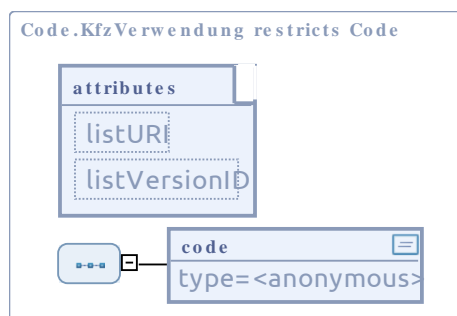 Code.KfzVerwendung restricts Code
attributes
listURI
listVersionID
code
type=<anonymous>